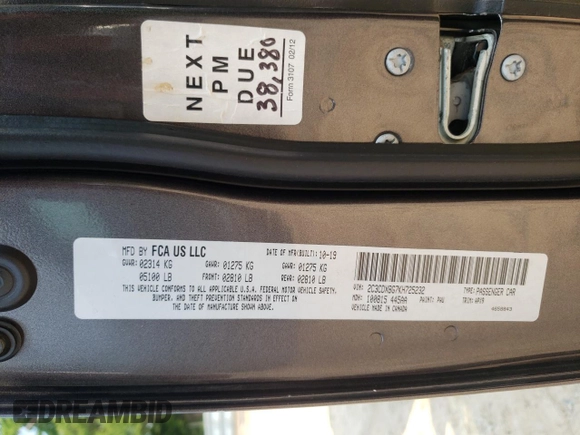 NEXT
PM
DUE
38,380
Form 3107 02/12
MFD BY FCA US LLC
DATE OF MFR(BUILT): 10-19
GVWR: 02314 KG GAWR: 01275 KG GAWR: 01275 KG
05100 LB FRONT: 02810 LB REAR: 02810 LB
THIS VEHICLE CONFORMS TO ALL APPLICABLE U.S.A. FEDERAL MOTOR VEHICLE SAFETY,
BUMPER, AND THEFT PREVENTION STANDARDS IN EFFECT ON
THE DATE OF MANUFACTURE SHOWN ABOVE.
VIN: 2C3CDXBG7KH725232 TYPE: PASSENGER CAR
MDH: 100815 445AA PAINT: PAU TRIM:
VEHICLE MADE IN CANADA
DREAMBID